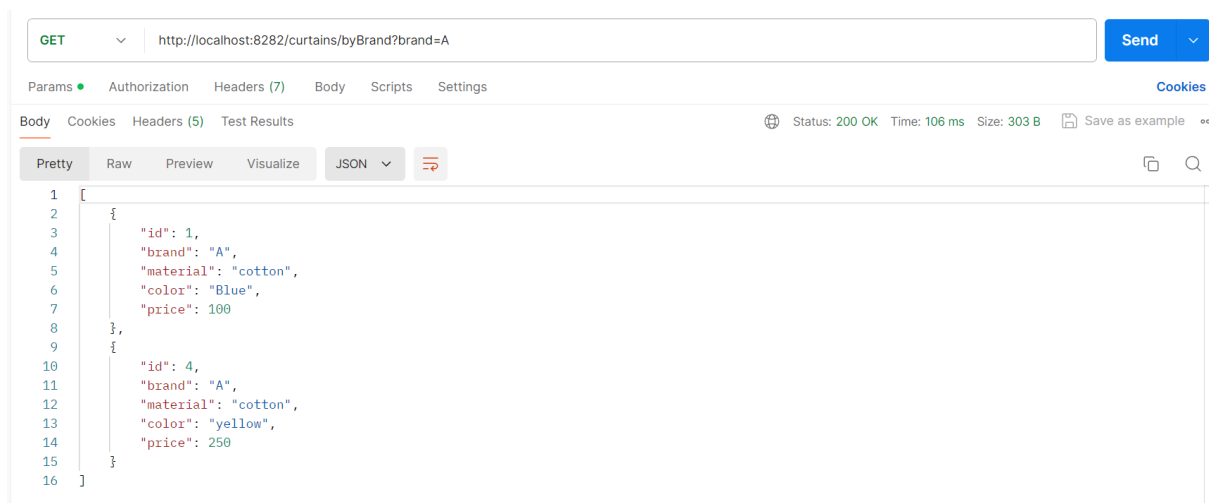 GET http://localhost:8282/curtains/byBrand?brand=A Send
Params Authorization Headers (7) Body Scripts Settings Cookies
Body Cookies Headers (5) Test Results Status: 200 OK Time: 106 ms Size: 303 B Save as example
Pretty Raw Preview Visualize JSON
1 [
2 {
3 "id": 1,
4 "brand": "A",
5 "material": "cotton",
6 "color": "Blue",
7 "price": 100
8 },
9 {
10 "id": 4,
11 "brand": "A",
12 "material": "cotton",
13 "color": "yellow",
14 "price": 250
15 }
16 ]